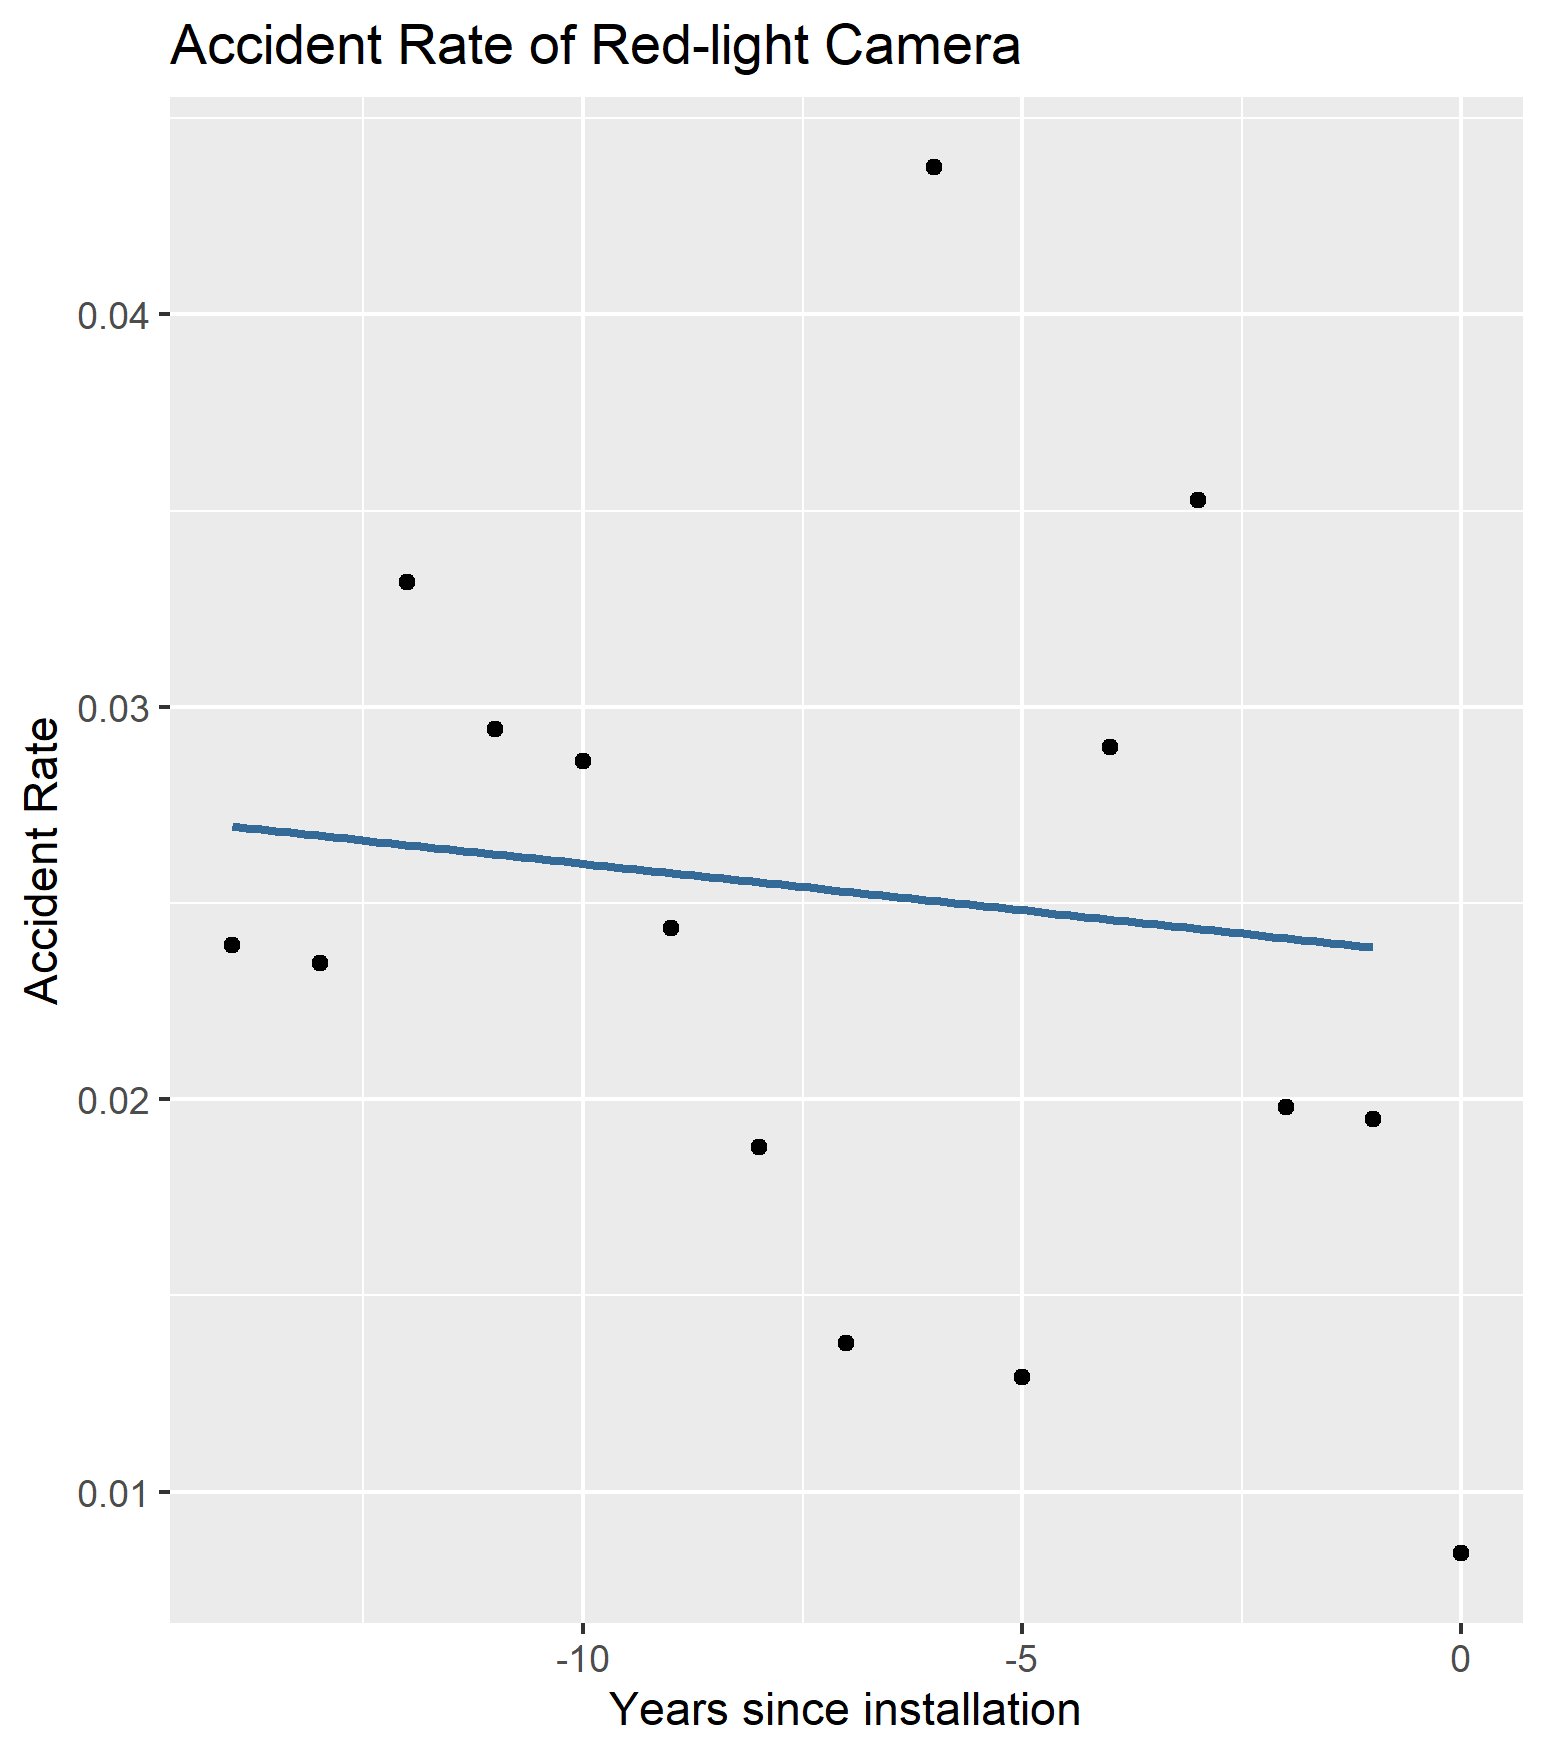 Accident Rate of Red-light Camera
Accident Rate
0.04
0.03
0.02
0.01
-10
-5
0
Years since installation